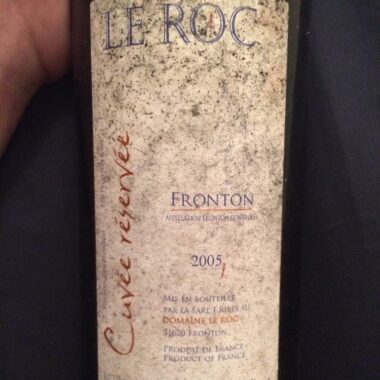 LE ROC
Cuvée réservée
FRONTON
APPELLATION FRONTON CONTRÔLÉE
2005
MIS EN BOUTEILLE
PAR LA SARL F.RIBES AU
DOMAINE LE ROC -
31620 FRONTON
PRODUIT DE FRANCE
PRODUCT OF FRANCE